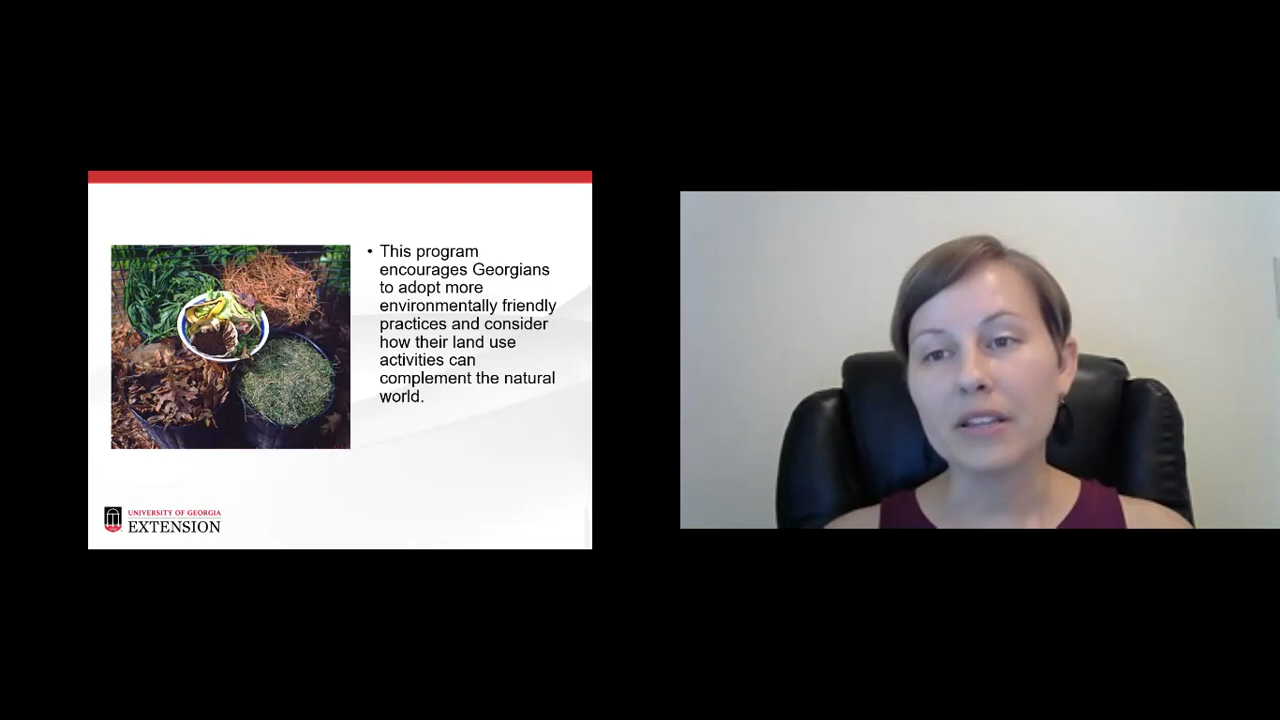 • This program
encourages Georgians
to adopt more
environmentally friendly
practices and consider
how their land use
activities can
complement the natural
world.
UNIVERSITY OF GEORGIA
EXTENSION